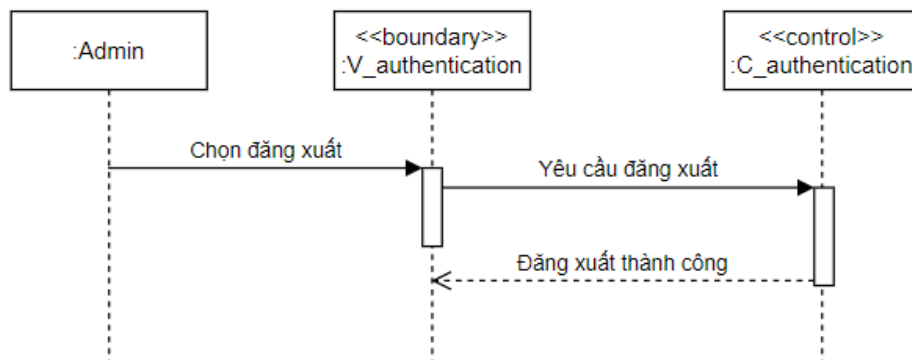 :Admin
<<boundary>>
:V_authentication
<<control>>
:C_authentication
Chọn đăng xuất
Yêu cầu đăng xuất
Đăng xuất thành công